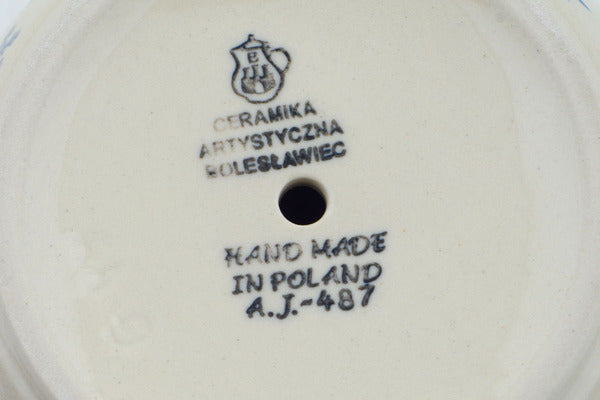 CERAMIKA
ARTYSTYCZNA
BOLESŁAWIEC
HAND MADE
IN POLAND
A.J.-487